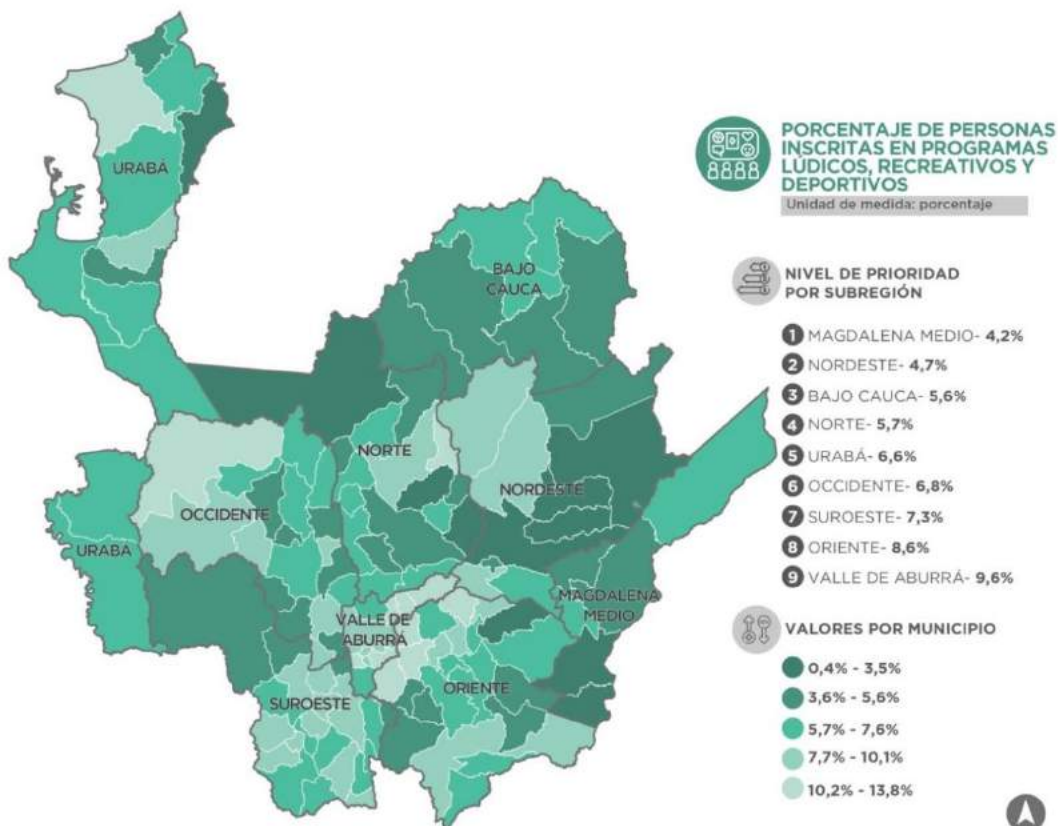 PORCENTAJE DE PERSONAS
INSCRITAS EN PROGRAMAS
LÚDICOS, RECREATIVOS Y
DEPORTIVOS
Unidad de medida: porcentaje
NIVEL DE PRIORIDAD
POR SUBREGIÓN
1 MAGDALENA MEDIO- 4,2%
2 NORDESTE- 4,7%
3 BAJO CAUCA- 5,6%
4 NORTE- 5,7%
5 URABÁ- 6,6%
6 OCCIDENTE- 6,8%
7 SUROESTE- 7,3%
8 ORIENTE- 8,6%
9 VALLE DE ABURRÁ- 9,6%
VALORES POR MUNICIPIO
0,4% - 3,5%
3,6% - 5,6%
5,7% - 7,6%
7,7% - 10,1%
10,2% - 13,8%
URABÁ
BAJO
CAUCA
NORTE
NORDESTE
OCCIDENTE
URABA
MAGDALENA
MEDIO
VALLE DE
ABURRÁ
ORIENTE
SUROESTE